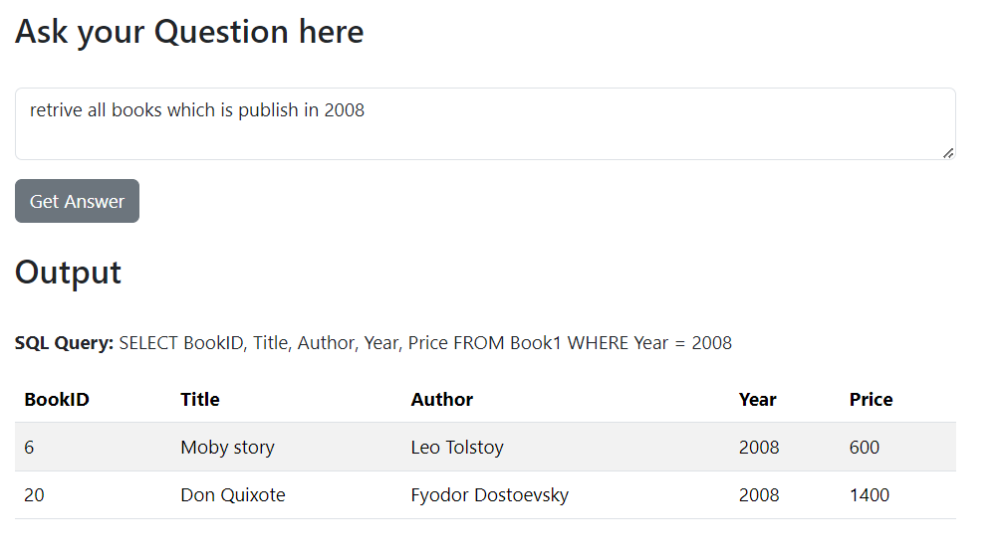 Ask your Question here
retrive all books which is publish in 2008
Get Answer
Output
SQL Query: SELECT BookID, Title, Author, Year, Price FROM Book1 WHERE Year = 2008
BookID Title Author Year Price
6 Moby story Leo Tolstoy 2008 600
20 Don Quixote Fyodor Dostoevsky 2008 1400